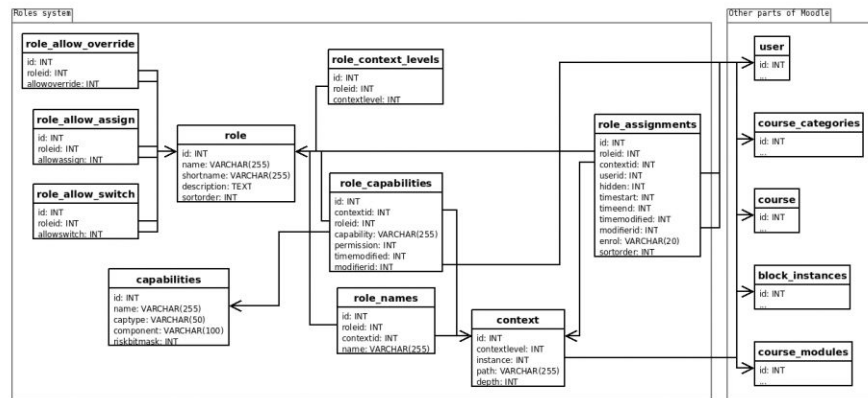 Roles system
role_allow_override
id: INT
roleid: INT
allowoverride: INT
role_allow_assign
id: INT
roleid: INT
allowassign: INT
role_allow_switch
id: INT
roleid: INT
allowswitch: INT
role
id: INT
name: VARCHAR(255)
shortname: VARCHAR(255)
description: TEXT
sortorder: INT
capabilities
id: INT
name: VARCHAR(255)
captype: VARCHAR(50)
component: VARCHAR(100)
riskbitmask: INT
role_context_levels
id: INT
roleid: INT
contextlevel: INT
role_capabilities
id: INT
contextid: INT
roleid: INT
capability: VARCHAR(255)
permission: INT
timemodified: INT
modifierid: INT
role_names
id: INT
roleid: INT
contextid: INT
name: VARCHAR(255)
context
id: INT
contextlevel: INT
instance: INT
path: VARCHAR(255)
depth: INT
role_assignments
id: INT
roleid: INT
contextid: INT
userid: INT
hidden: INT
timestart: INT
timeend: INT
timemodified: INT
modifierid: INT
enrol: VARCHAR(20)
sortorder: INT
Other parts of Moodle
user
id: INT
...
course_categories
id: INT
...
course
id: INT
...
block_instances
id: INT
...
course_modules
id: INT
...